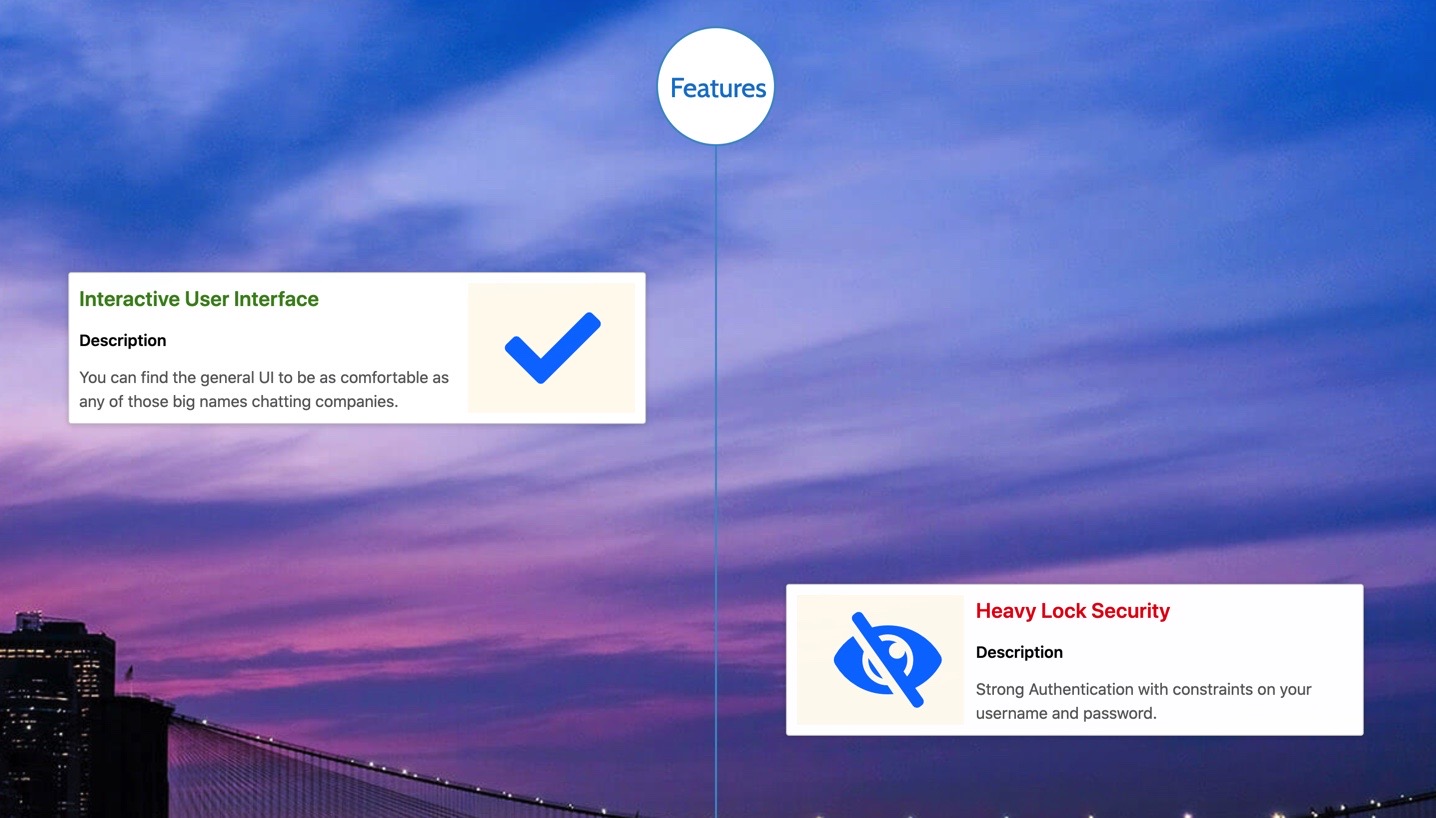 Features
Interactive User Interface
Description
You can find the general UI to be as comfortable as
any of those big names chatting companies.
Heavy Lock Security
Description
Strong Authentication with constraints on your
username and password.